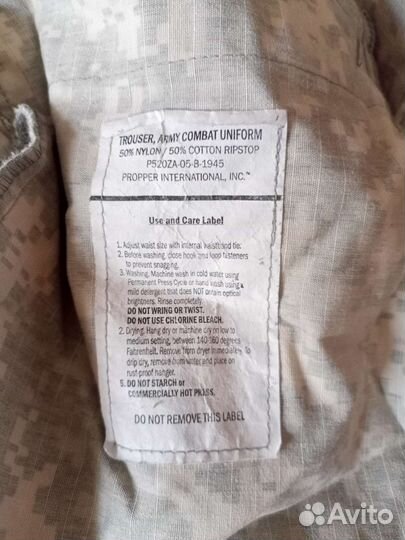 TROUSER, ARMY COMBAT UNIFORM
50% NYLON / 50% COTTON RIPSTOP
P520ZA-05-B-1945
PROPPER INTERNATIONAL, INC.™
Use and Care Label
1. Adjust waist size with internal waistband tie.
2. Before washing, close hook and loop fasteners
to prevent snagging.
3. Washing, Machine wash in cold water using
Permanent Press Cycle or hand wash using a
mild detergent that does NOT contain optical
brightners. Rinse completely.
DO NOT WRING OR TWIST.
DO NOT USE CHLORINE BLEACH.
2. Drying. Hang dry or machine dry on low to
medium setting, between 140-160 degrees
Fahrenheit. Remove from dryer immediately. To
drip dry, remove from water and place on
rust-proof hanger.
5. DO NOT STARCH or
COMMERCIALLY HOT PRESS.
DO NOT REMOVE THIS LABEL
Avito